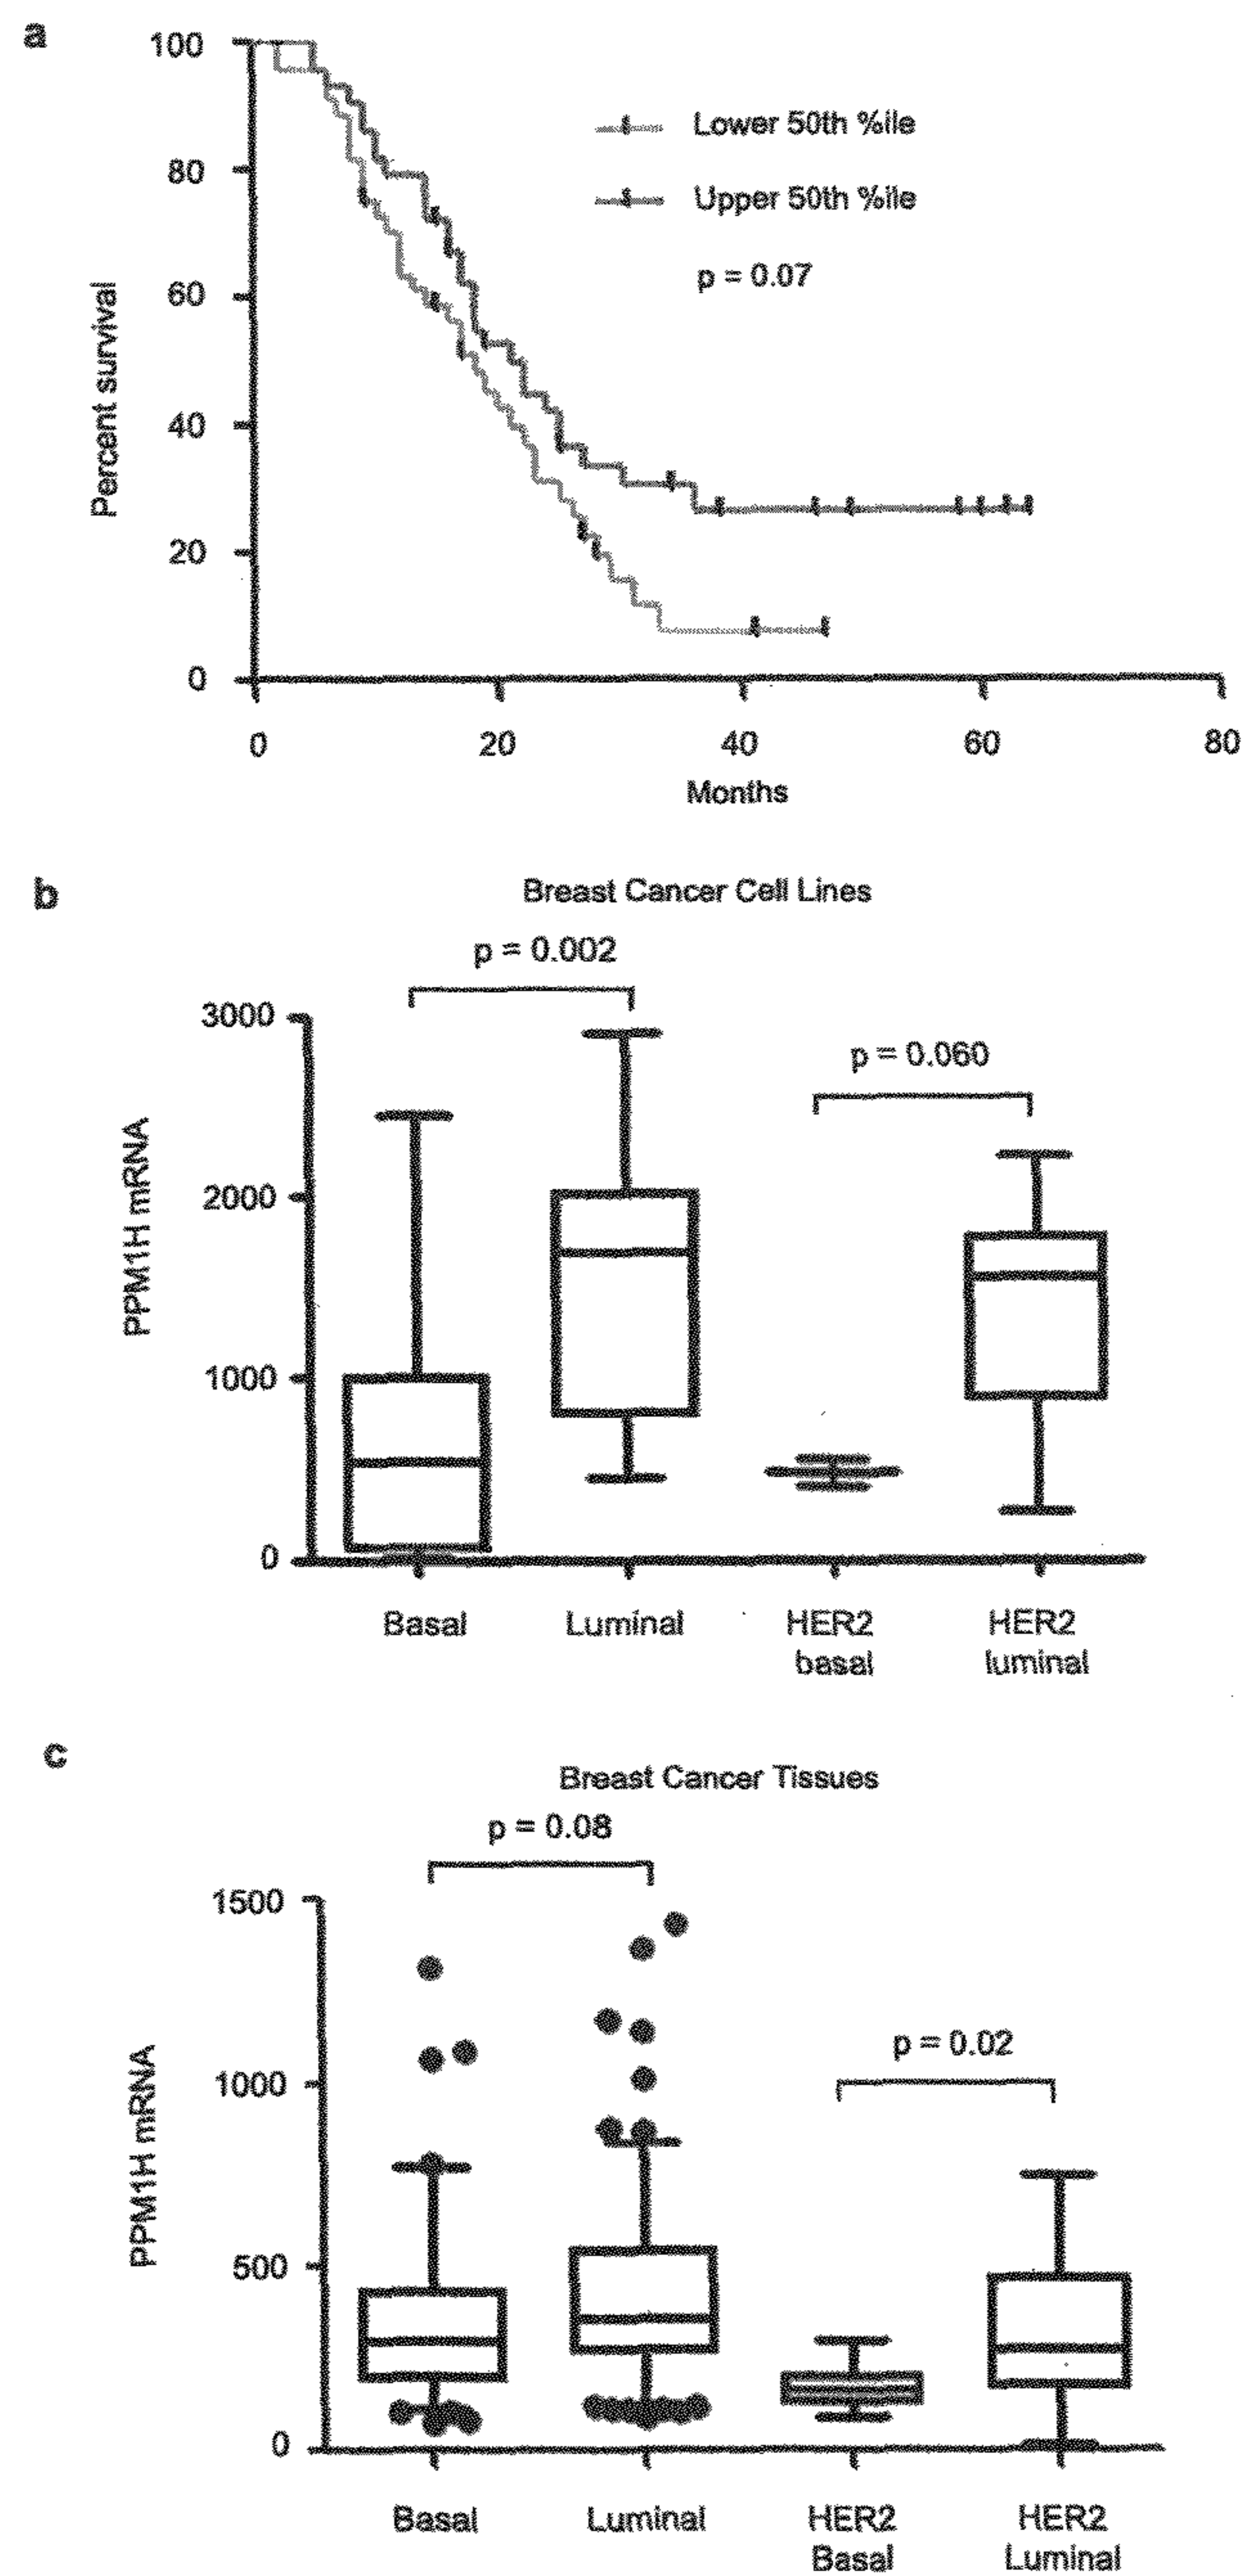 a
100
80
60
40
20
0
Percent survival
Lower 50th %ile
Upper 50th %ile
p = 0.07
0 20 40 60 80
Months
b
Breast Cancer Cell Lines
p = 0.002
p = 0.060
3000
2000
1000
0
PPM1H mRNA
Basal Luminal HER2 basal HER2 luminal
c
Breast Cancer Tissues
p = 0.08
p = 0.02
1500
1000
500
0
PPM1H mRNA
Basal Luminal HER2 Basal HER2 Luminal